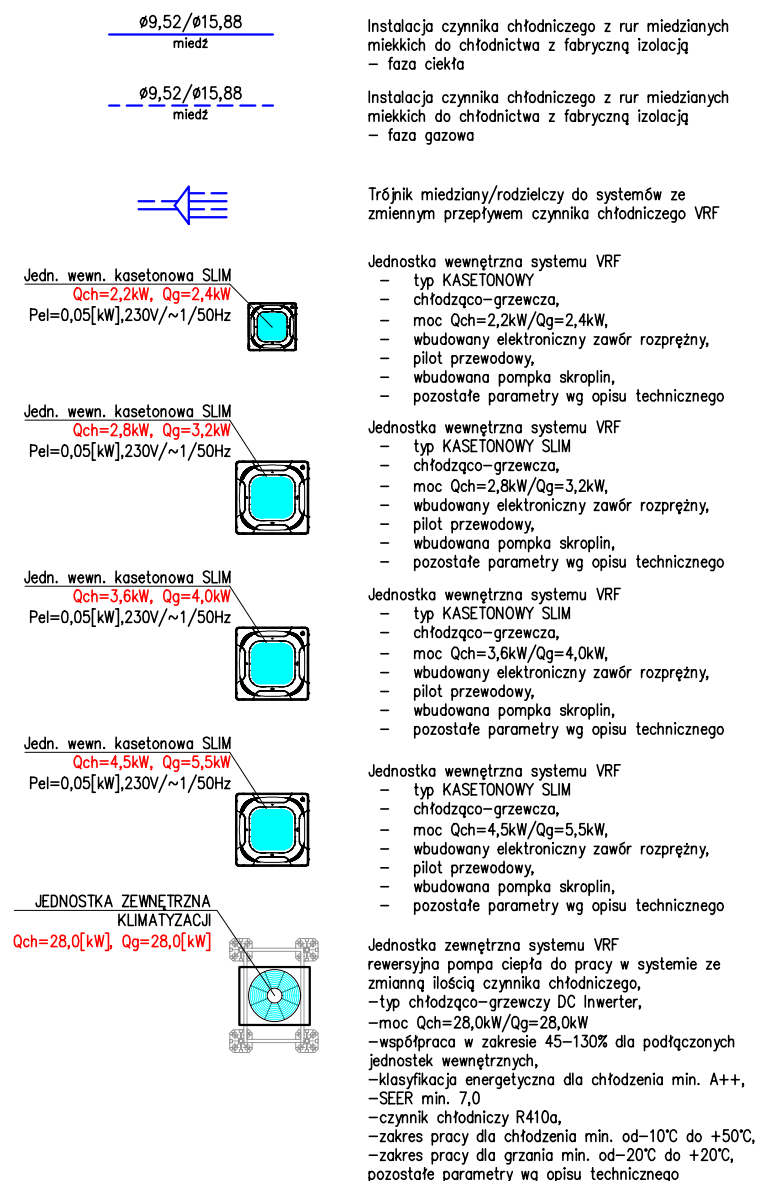 ø9,52/ø15,88
miedź
Instalacja czynnika chłodniczego z rur miedzianych
miekkich do chłodnictwa z fabryczną izolacją
– faza ciekła
ø9,52/ø15,88
miedź
Instalacja czynnika chłodniczego z rur miedzianych
miekkich do chłodnictwa z fabryczną izolacją
– faza gazowa
Trójnik miedziany/rodzielczy do systemów ze
zmiennym przepływem czynnika chłodniczego VRF
Jedn. wewn. kasetonowa SLIM
Qch=2,2kW, Qg=2,4kW
Pel=0,05[kW],230V/~1/50Hz
Jednostka wewnętrzna systemu VRF
– typ KASETONOWY
– chłodząco–grzewcza,
– moc Qch=2,2kW/Qg=2,4kW,
– wbudowany elektroniczny zawór rozprężny,
– pilot przewodowy,
– wbudowana pompka skroplin,
– pozostałe parametry wg opisu technicznego
Jedn. wewn. kasetonowa SLIM
Qch=2,8kW, Qg=3,2kW
Pel=0,05[kW],230V/~1/50Hz
Jednostka wewnętrzna systemu VRF
– typ KASETONOWY SLIM
– chłodząco–grzewcza,
– moc Qch=2,8kW/Qg=3,2kW,
– wbudowany elektroniczny zawór rozprężny,
– pilot przewodowy,
– wbudowana pompka skroplin,
– pozostałe parametry wg opisu technicznego
Jedn. wewn. kasetonowa SLIM
Qch=3,6kW, Qg=4,0kW
Pel=0,05[kW],230V/~1/50Hz
Jednostka wewnętrzna systemu VRF
– typ KASETONOWY SLIM
– chłodząco–grzewcza,
– moc Qch=3,6kW/Qg=4,0kW,
– wbudowany elektroniczny zawór rozprężny,
– pilot przewodowy,
– wbudowana pompka skroplin,
– pozostałe parametry wg opisu technicznego
Jedn. wewn. kasetonowa SLIM
Qch=4,5kW, Qg=5,5kW
Pel=0,05[kW],230V/~1/50Hz
Jednostka wewnętrzna systemu VRF
– typ KASETONOWY SLIM
– chłodząco–grzewcza,
– moc Qch=4,5kW/Qg=5,5kW,
– wbudowany elektroniczny zawór rozprężny,
– pilot przewodowy,
– wbudowana pompka skroplin,
– pozostałe parametry wg opisu technicznego
JEDNOSTKA ZEWNĘTRZNA
KLIMATYZACJI
Qch=28,0[kW], Qg=28,0[kW]
Jednostka zewnętrzna systemu VRF
rewersyjna pompa ciepła do pracy w systemie ze
zmianną ilością czynnika chłodniczego,
–typ chłodząco–grzewczy DC Inwerter,
–moc Qch=28,0kW/Qg=28,0kW
–współpraca w zakresie 45–130% dla podłączonych
jednostek wewnętrznych,
–klasyfikacja energetyczna dla chłodzenia min. A++,
–SEER min. 7,0
–czynnik chłodniczy R410a,
–zakres pracy dla chłodzenia min. od–10°C do +50°C,
–zakres pracy dla grzania min. od–20°C do +20°C,
pozostałe parametry wg opisu technicznego